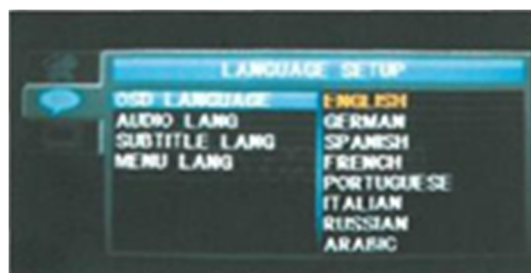 LANGUAGE SETUP
OSD LANGUAGE
AUDIO LANG
SUBTITLE LANG
MENU LANG
ENGLISH
GERMAN
SPANISH
FRENCH
PORTUGUESE
ITALIAN
RUSSIAN
ARABIC